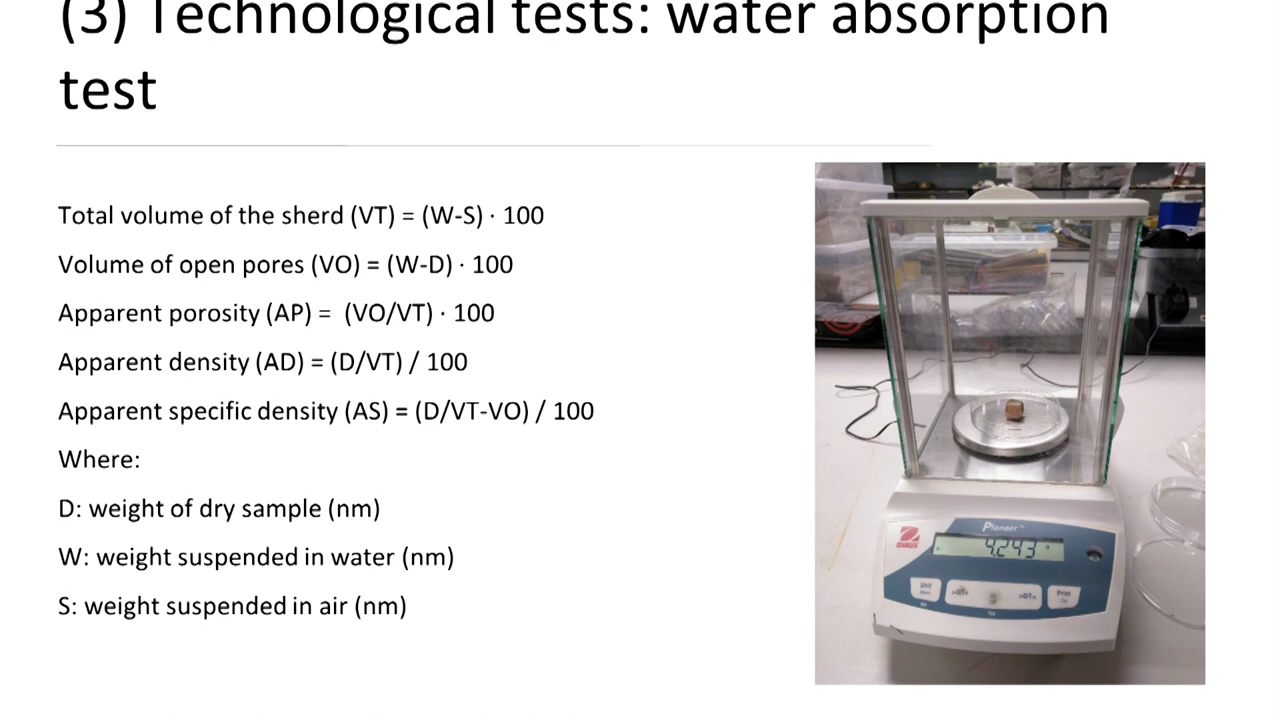 (3) Technological tests: water absorption
test
Total volume of the sherd (VT) = (W-S) · 100
Volume of open pores (VO) = (W-D) · 100
Apparent porosity (AP) =  (VO/VT) · 100
Apparent density (AD) = (D/VT) / 100
Apparent specific density (AS) = (D/VT-VO) / 100
Where:
D: weight of dry sample (nm)
W: weight suspended in water (nm)
S: weight suspended in air (nm)
Pioneer
OHAUS
4.243
Print